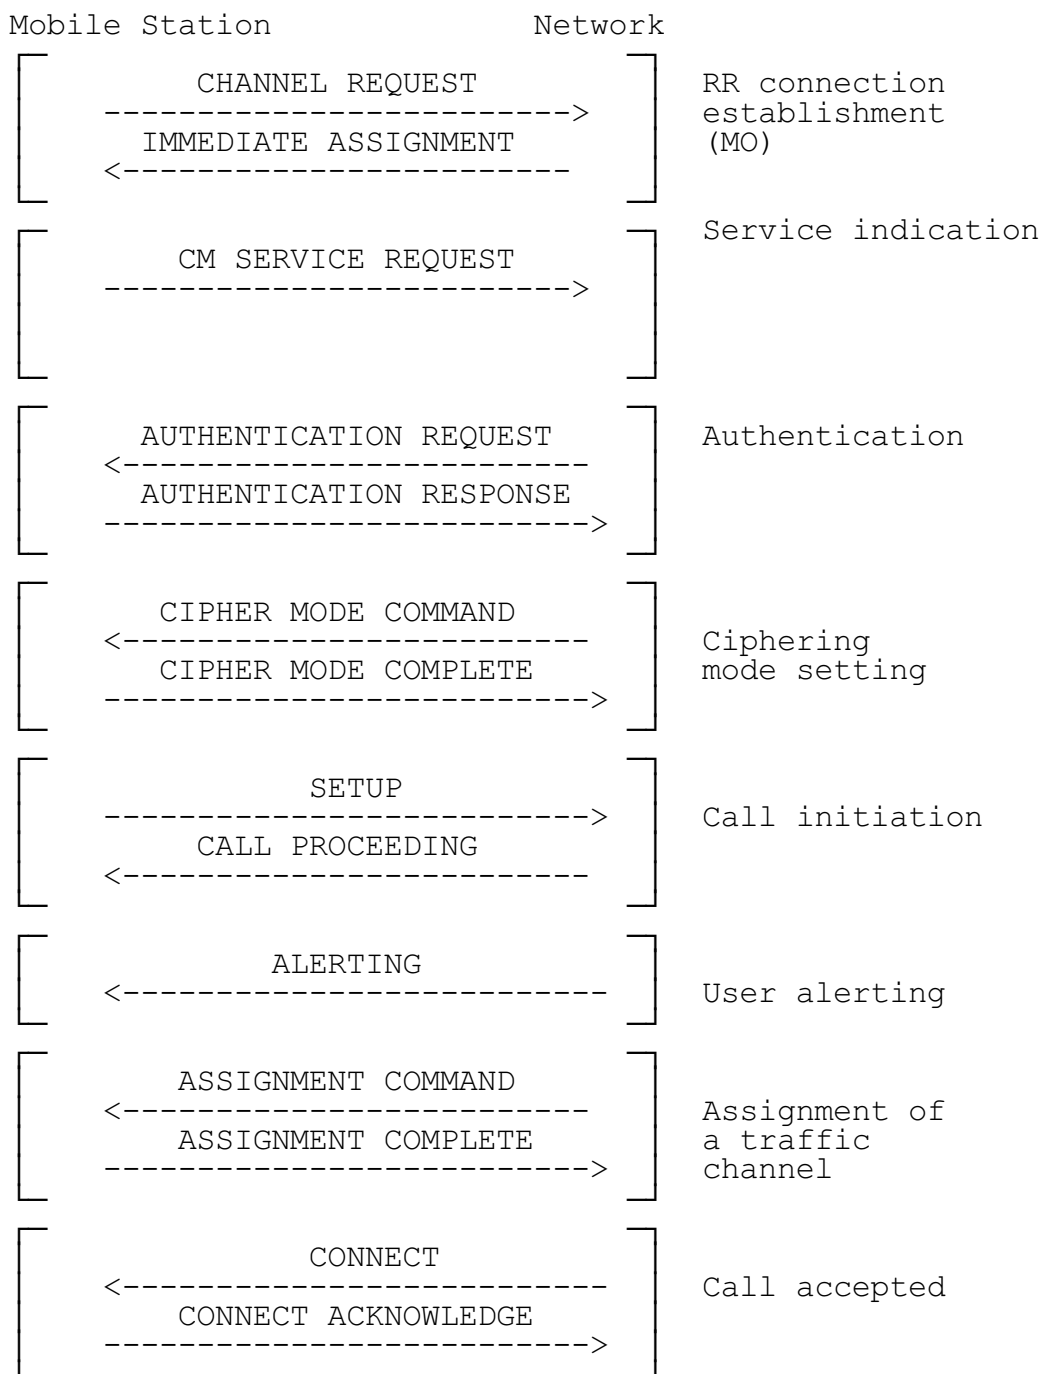 Mobile Station Network
CHANNEL REQUEST RR connection
-------------------------> establishment
IMMEDIATE ASSIGNMENT (MO)
<------------------------
Service indication
CM SERVICE REQUEST
------------------------->
AUTHENTICATION REQUEST Authentication
<-------------------------
AUTHENTICATION RESPONSE
-------------------------->
CIPHER MODE COMMAND
<------------------------- Ciphering
CIPHER MODE COMPLETE mode setting
-------------------------->
SETUP
--------------------------> Call initiation
CALL PROCEEDING
<-------------------------
ALERTING
<-------------------------- User alerting
ASSIGNMENT COMMAND
<------------------------- Assignment of
ASSIGNMENT COMPLETE a traffic
--------------------------> channel
CONNECT
<-------------------------- Call accepted
CONNECT ACKNOWLEDGE
-------------------------->